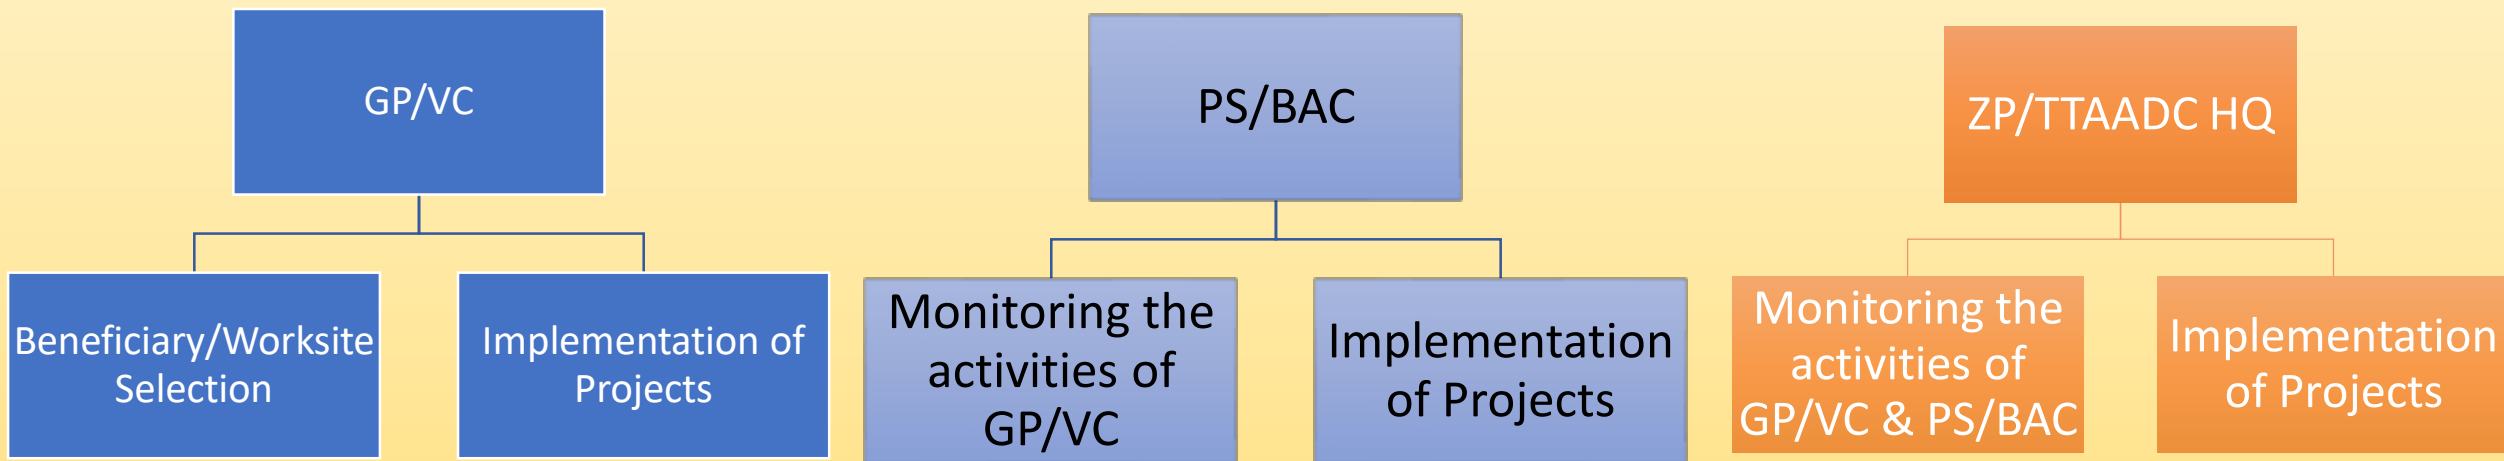 GP/VC
PS/BAC
ZP/TTAADC HQ
Beneficiary/Worksite
Selection
Implementation of
Projects
Monitoring the
activities of
GP/VC
Implementation
of Projects
Monitoring the
activities of
GP/VC & PS/BAC
Implementation
of Projects